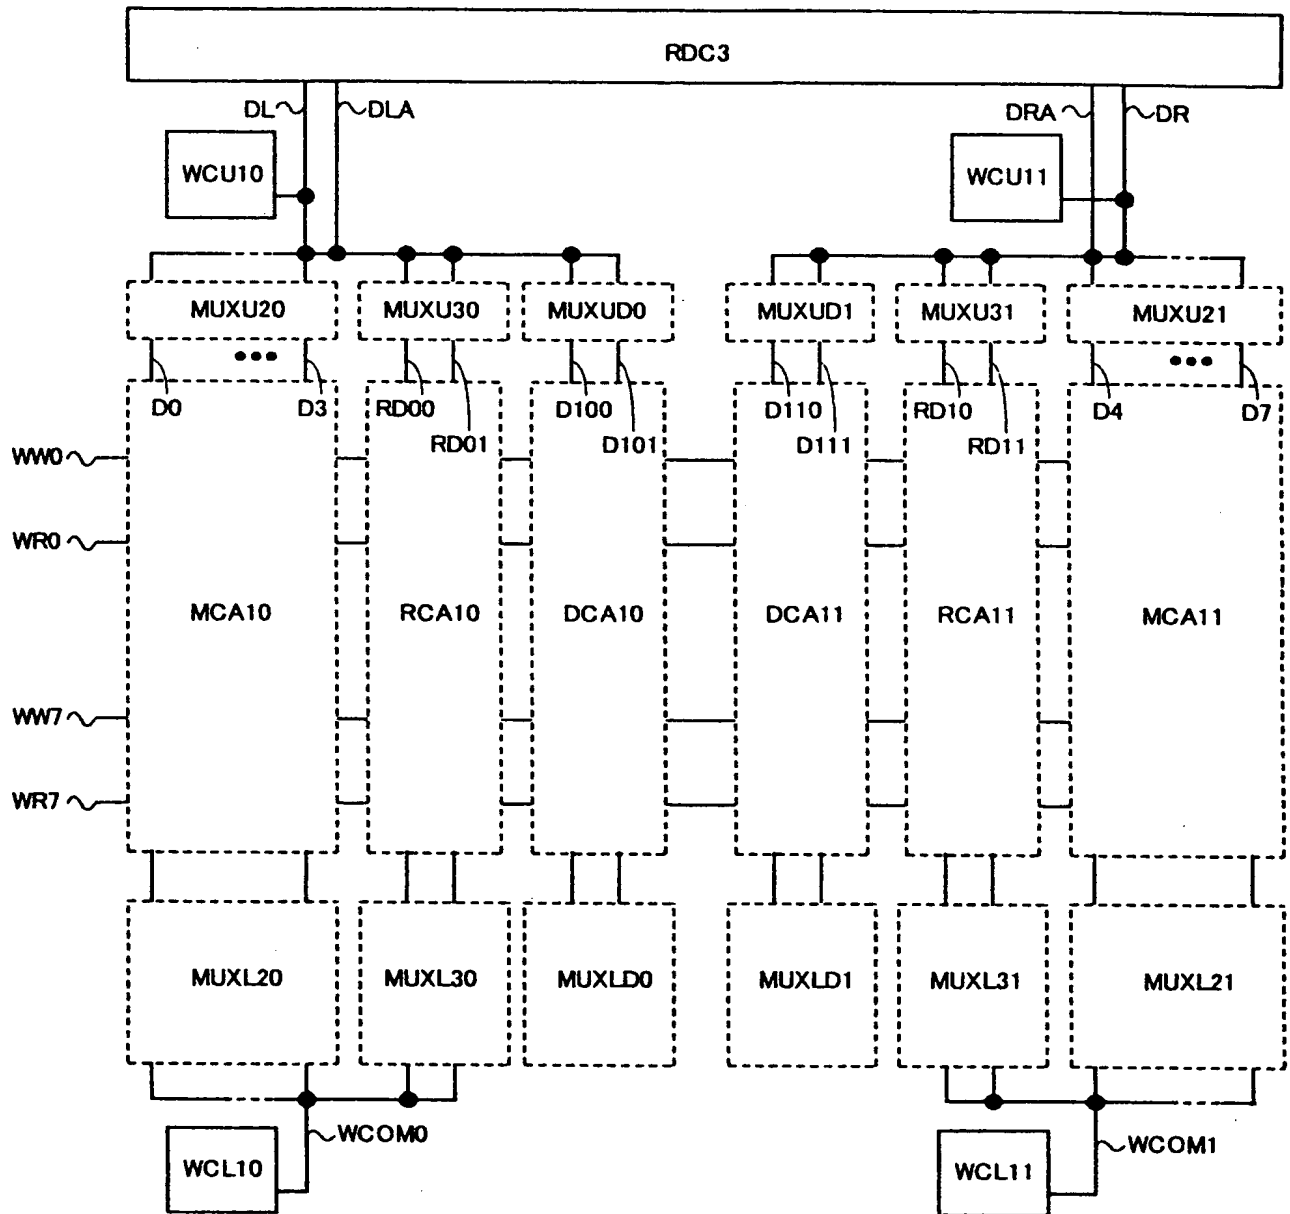 RDC3
DL DLA DRA DR
WCU10 WCU11
MUXU20 MUXU30 MUXUD0 MUXUD1 MUXU31 MUXU21
D0 D3 RD00 D100 D110 RD10 D4 D7
RD01 D101 D111 RD11
WW0
WR0
MCA10 RCA10 DCA10 DCA11 RCA11 MCA11
WW7
WR7
MUXL20 MUXL30 MUXLD0 MUXLD1 MUXL31 MUXL21
WCOM0 WCOM1
WCL10 WCL11